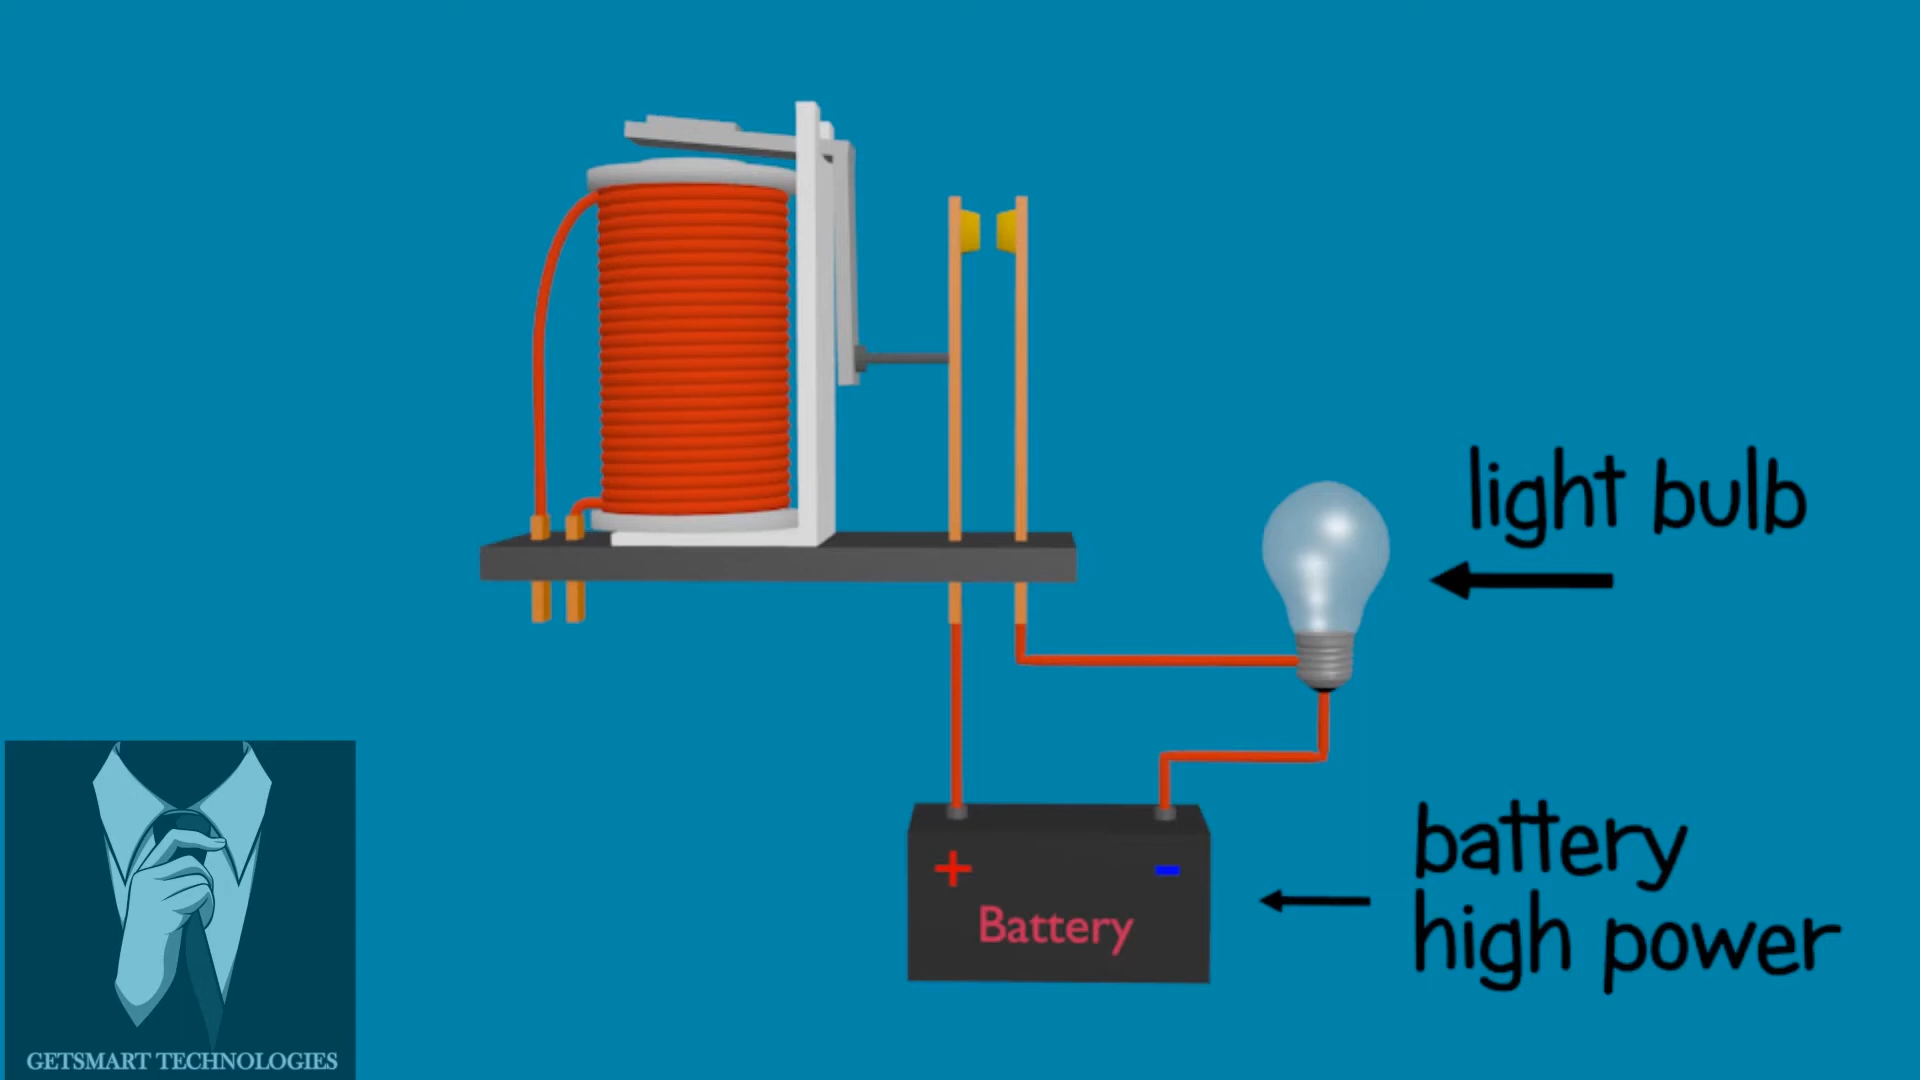 light bulb
+
-
Battery
battery
high power
GETSMART TECHNOLOGIES